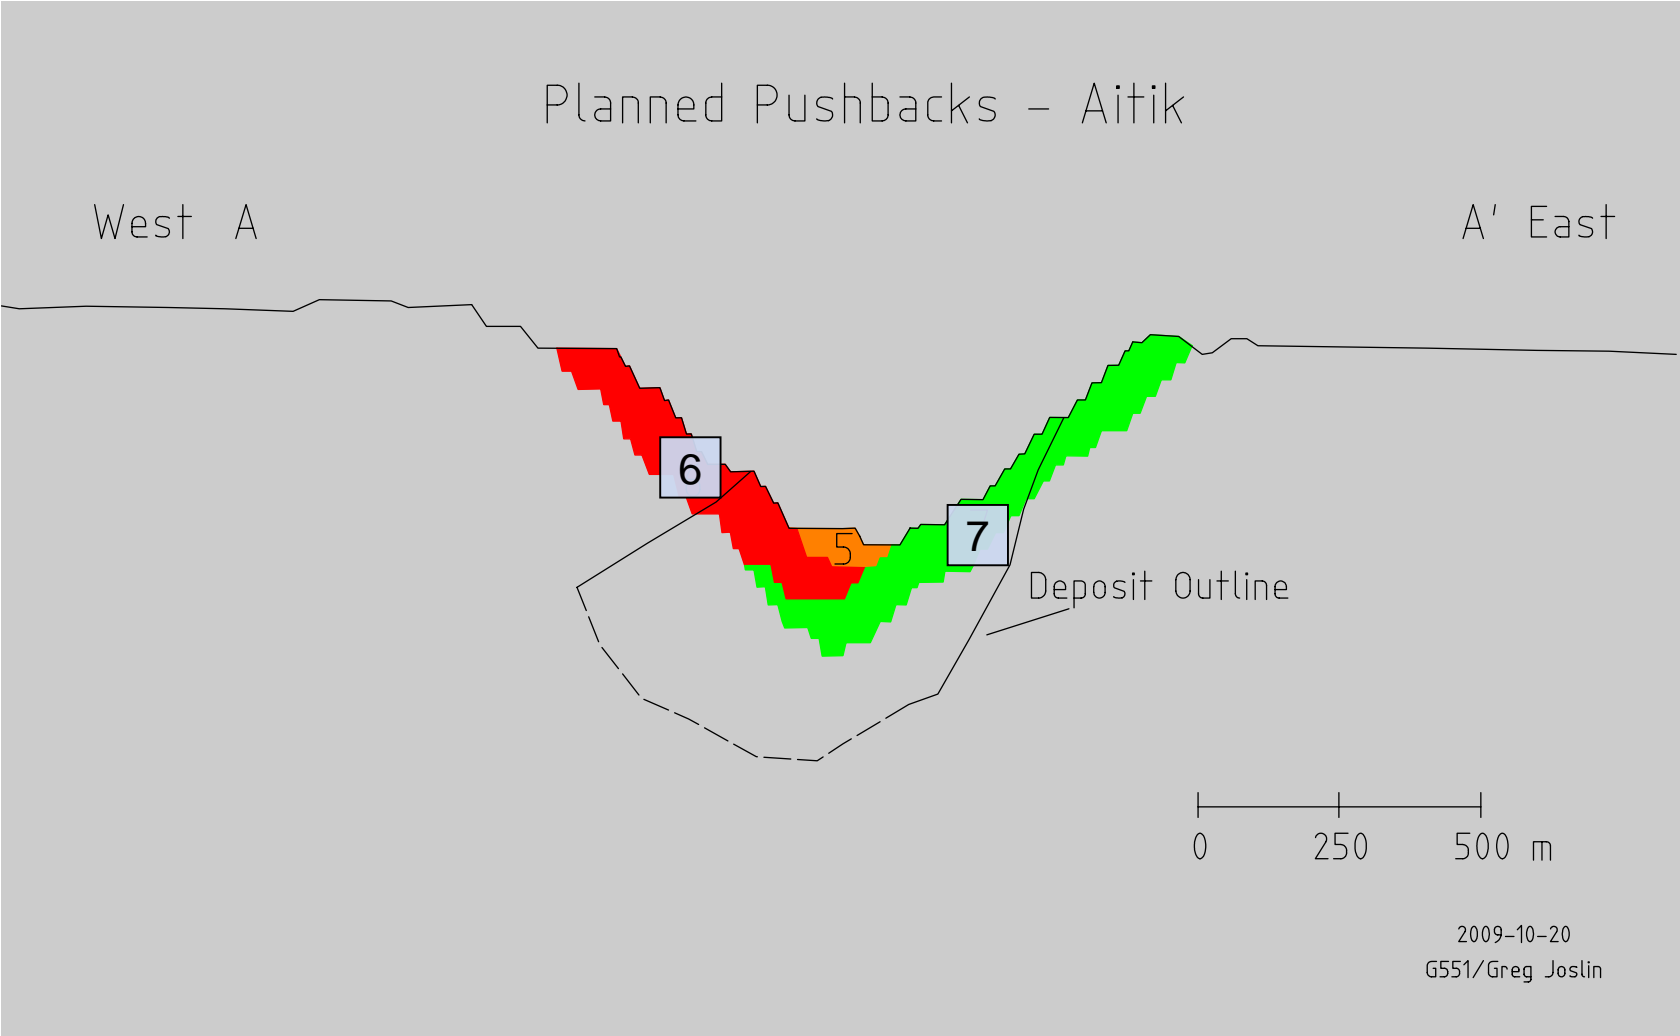 Planned Pushbacks - Aitik
West A
A' East
6
5
7
Deposit Outline
0 250 500 m
2009-10-20
G551/Greg Joslin